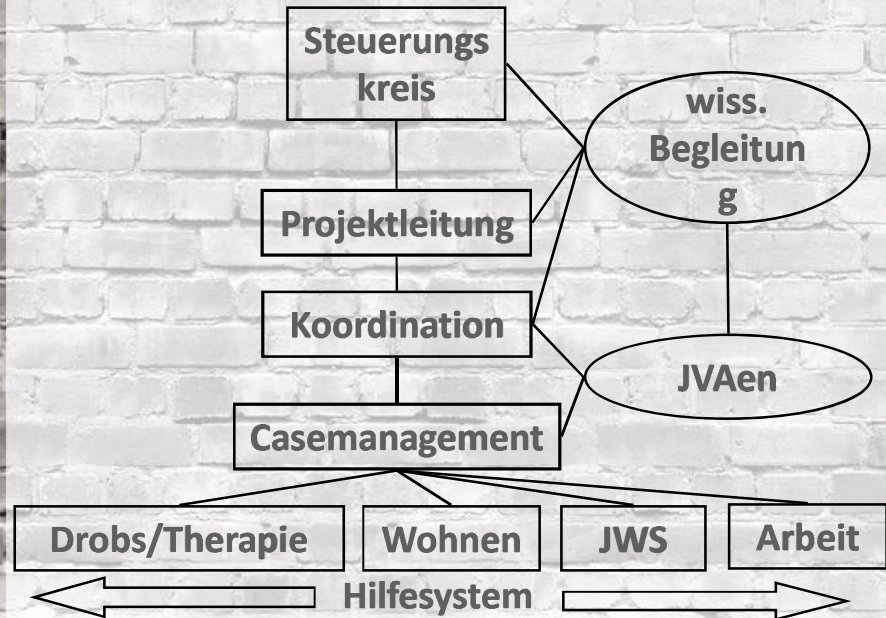 Steuerungs
kreis
wiss.
Begleitun
g
Projektleitung
Koordination
JVAen
Casemanagement
Drobs/Therapie
Wohnen
JWS
Arbeit
Hilfesystem